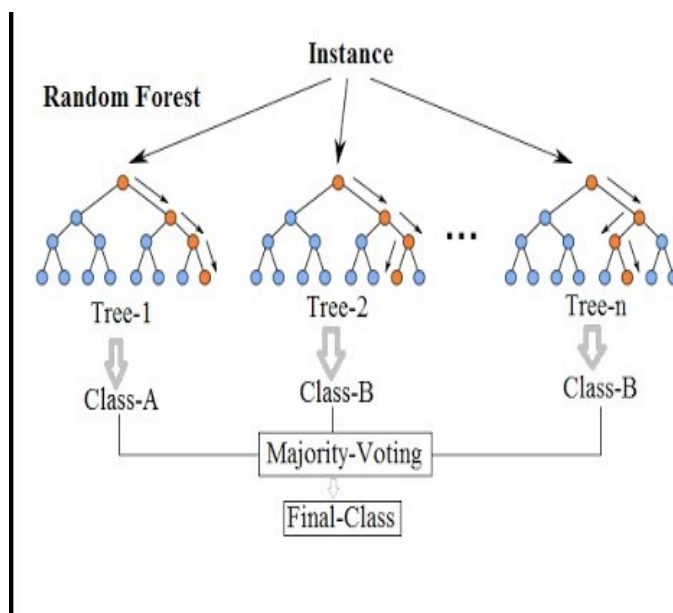 Instance
Random Forest
...
Tree-1 Tree-2 Tree-n
Class-A Class-B Class-B
Majority-Voting
Final-Class